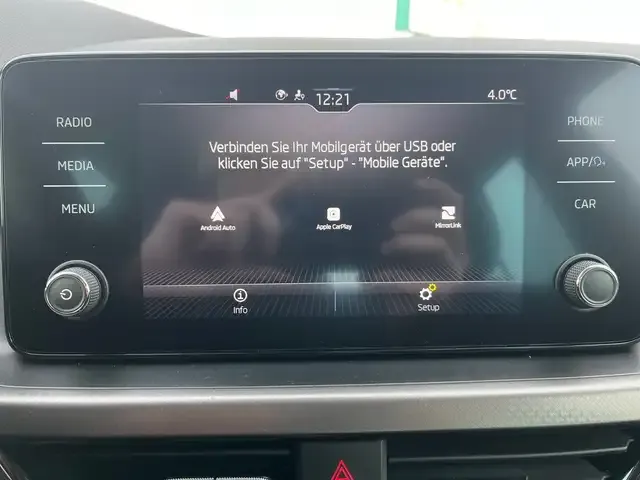 12:21
4.0°C
RADIO
MEDIA
MENU
Verbinden Sie Ihr Mobilgerät über USB oder
klicken Sie auf "Setup" - "Mobile Geräte".
Android Auto
Apple CarPlay
MirrorLink
Info
Setup
PHONE
APP/
CAR